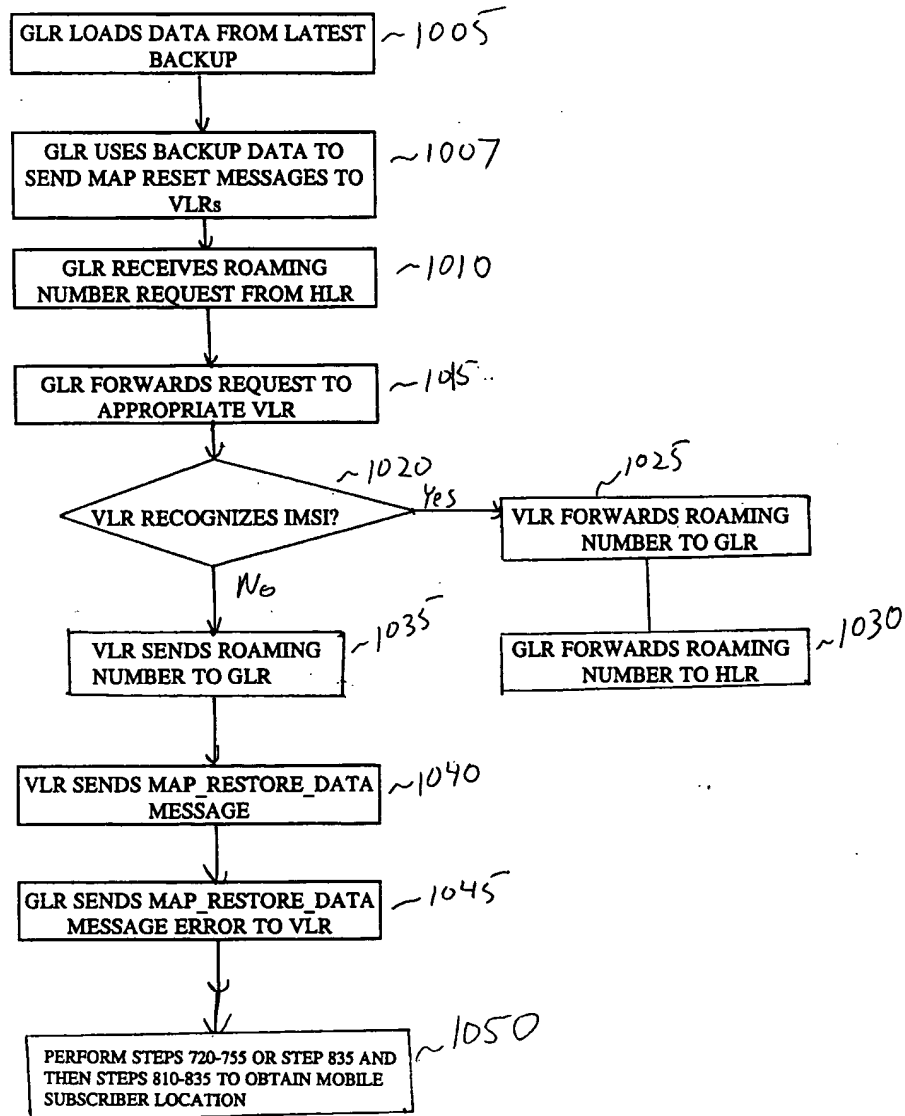 GLR LOADS DATA FROM LATEST
BACKUP
~1005
GLR USES BACKUP DATA TO
SEND MAP RESET MESSAGES TO
VLRs
~1007
GLR RECEIVES ROAMING
NUMBER REQUEST FROM HLR
~1010
GLR FORWARDS REQUEST TO
APPROPRIATE VLR
~1015
VLR RECOGNIZES IMSI?
~1020
Yes
~1025
VLR FORWARDS ROAMING
NUMBER TO GLR
No
VLR SENDS ROAMING
NUMBER TO GLR
~1035
GLR FORWARDS ROAMING
NUMBER TO HLR
~1030
VLR SENDS MAP_RESTORE_DATA
MESSAGE
~1040
GLR SENDS MAP_RESTORE_DATA
MESSAGE ERROR TO VLR
~1045
PERFORM STEPS 720-755 OR STEP 835 AND
THEN STEPS 810-835 TO OBTAIN MOBILE
SUBSCRIBER LOCATION
~1050